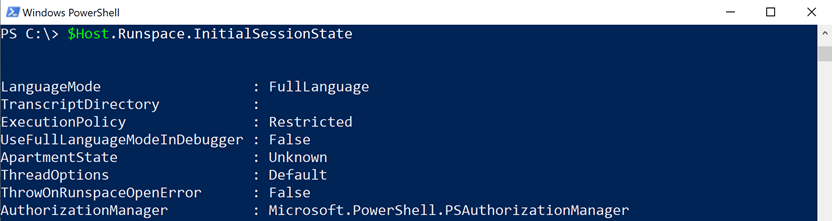 Windows PowerShell
PS C:\> $Host.Runspace.InitialSessionState
LanguageMode : FullLanguage
TranscriptDirectory :
ExecutionPolicy : Restricted
UseFullLanguageModeInDebugger : False
ApartmentState : Unknown
ThreadOptions : Default
ThrowOnRunspaceOpenError : False
AuthorizationManager : Microsoft.PowerShell.PSAuthorizationManager